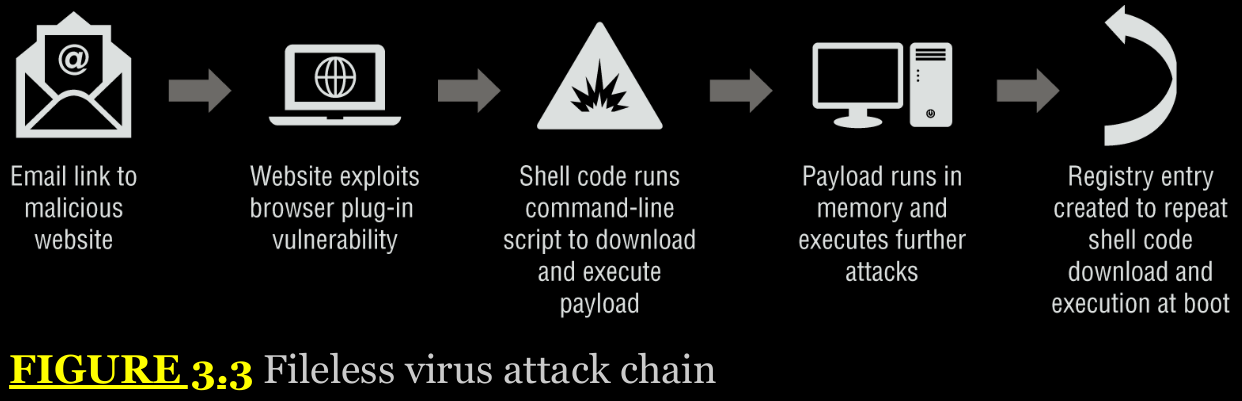 @
Email link to
malicious
website
Website exploits
browser plug-in
vulnerability
Shell code runs
command-line
script to download
and execute
payload
Payload runs in
memory and
executes further
attacks
Registry entry
created to repeat
shell code
download and
execution at boot
FIGURE 3.3 Fileless virus attack chain